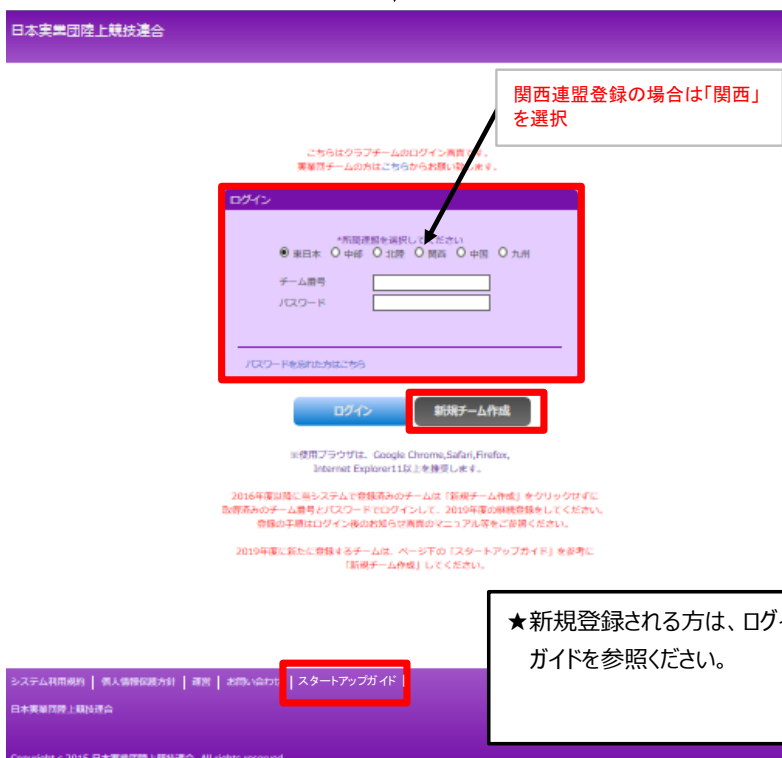 日本実業団陸上競技連合
関西連盟登録の場合は「関西」
を選択
こちらはクラブチームのログイン画面です。
実業団チームの方はこちらからお願い致します。
ログイン
*所属連盟を選択してください
東日本 中部 北陸 関西 中国 九州
チーム番号
パスワード
パスワードを忘れた方はこちら
ログイン 新規チーム作成
※使用ブラウザは、Google Chrome,Safari,Firefox,
Internet Explorer11以上を推奨します。
2016年度以降に当システムで登録済みのチームは「新規チーム作成」をクリックせずに
取得済みのチーム番号とパスワードでログインして、2019年度の継続登録をしてください。
登録の手順はログイン後のお知らせ画面のマニュアル等をご参照ください。
2019年度に新たに登録するチームは、ページ下の「スタートアップガイド」を参考に
「新規チーム作成」してください。
★新規登録される方は、ログイ
ガイドを参照ください。
システム利用規約 | 個人情報保護方針 | 運営 | お問い合わせ | スタートアップガイド |
日本実業団陸上競技連合
Copyright c 2016 日本実業団陸上競技連合. All rights reserved.